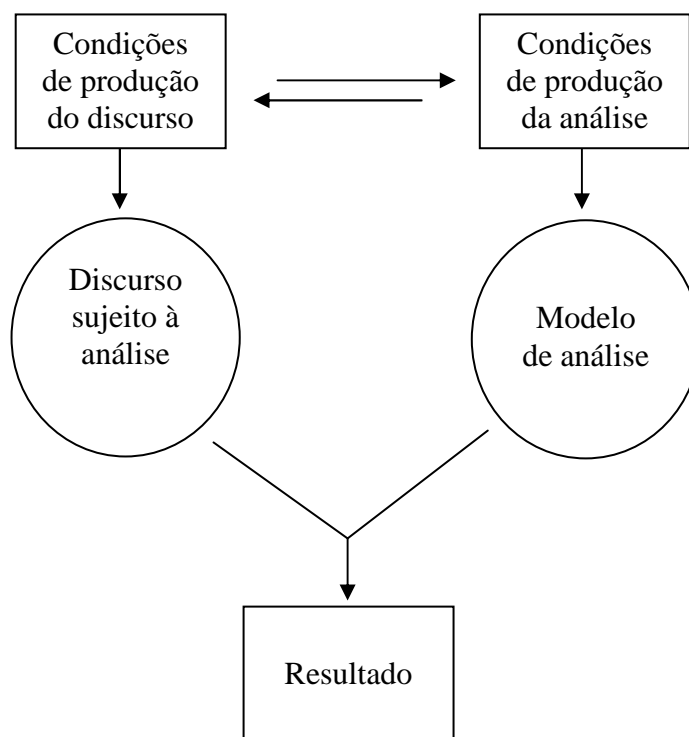 Condições
de produção
do discurso
Condições
de produção
da análise
Discurso
sujeito à
análise
Modelo
de análise
Resultado